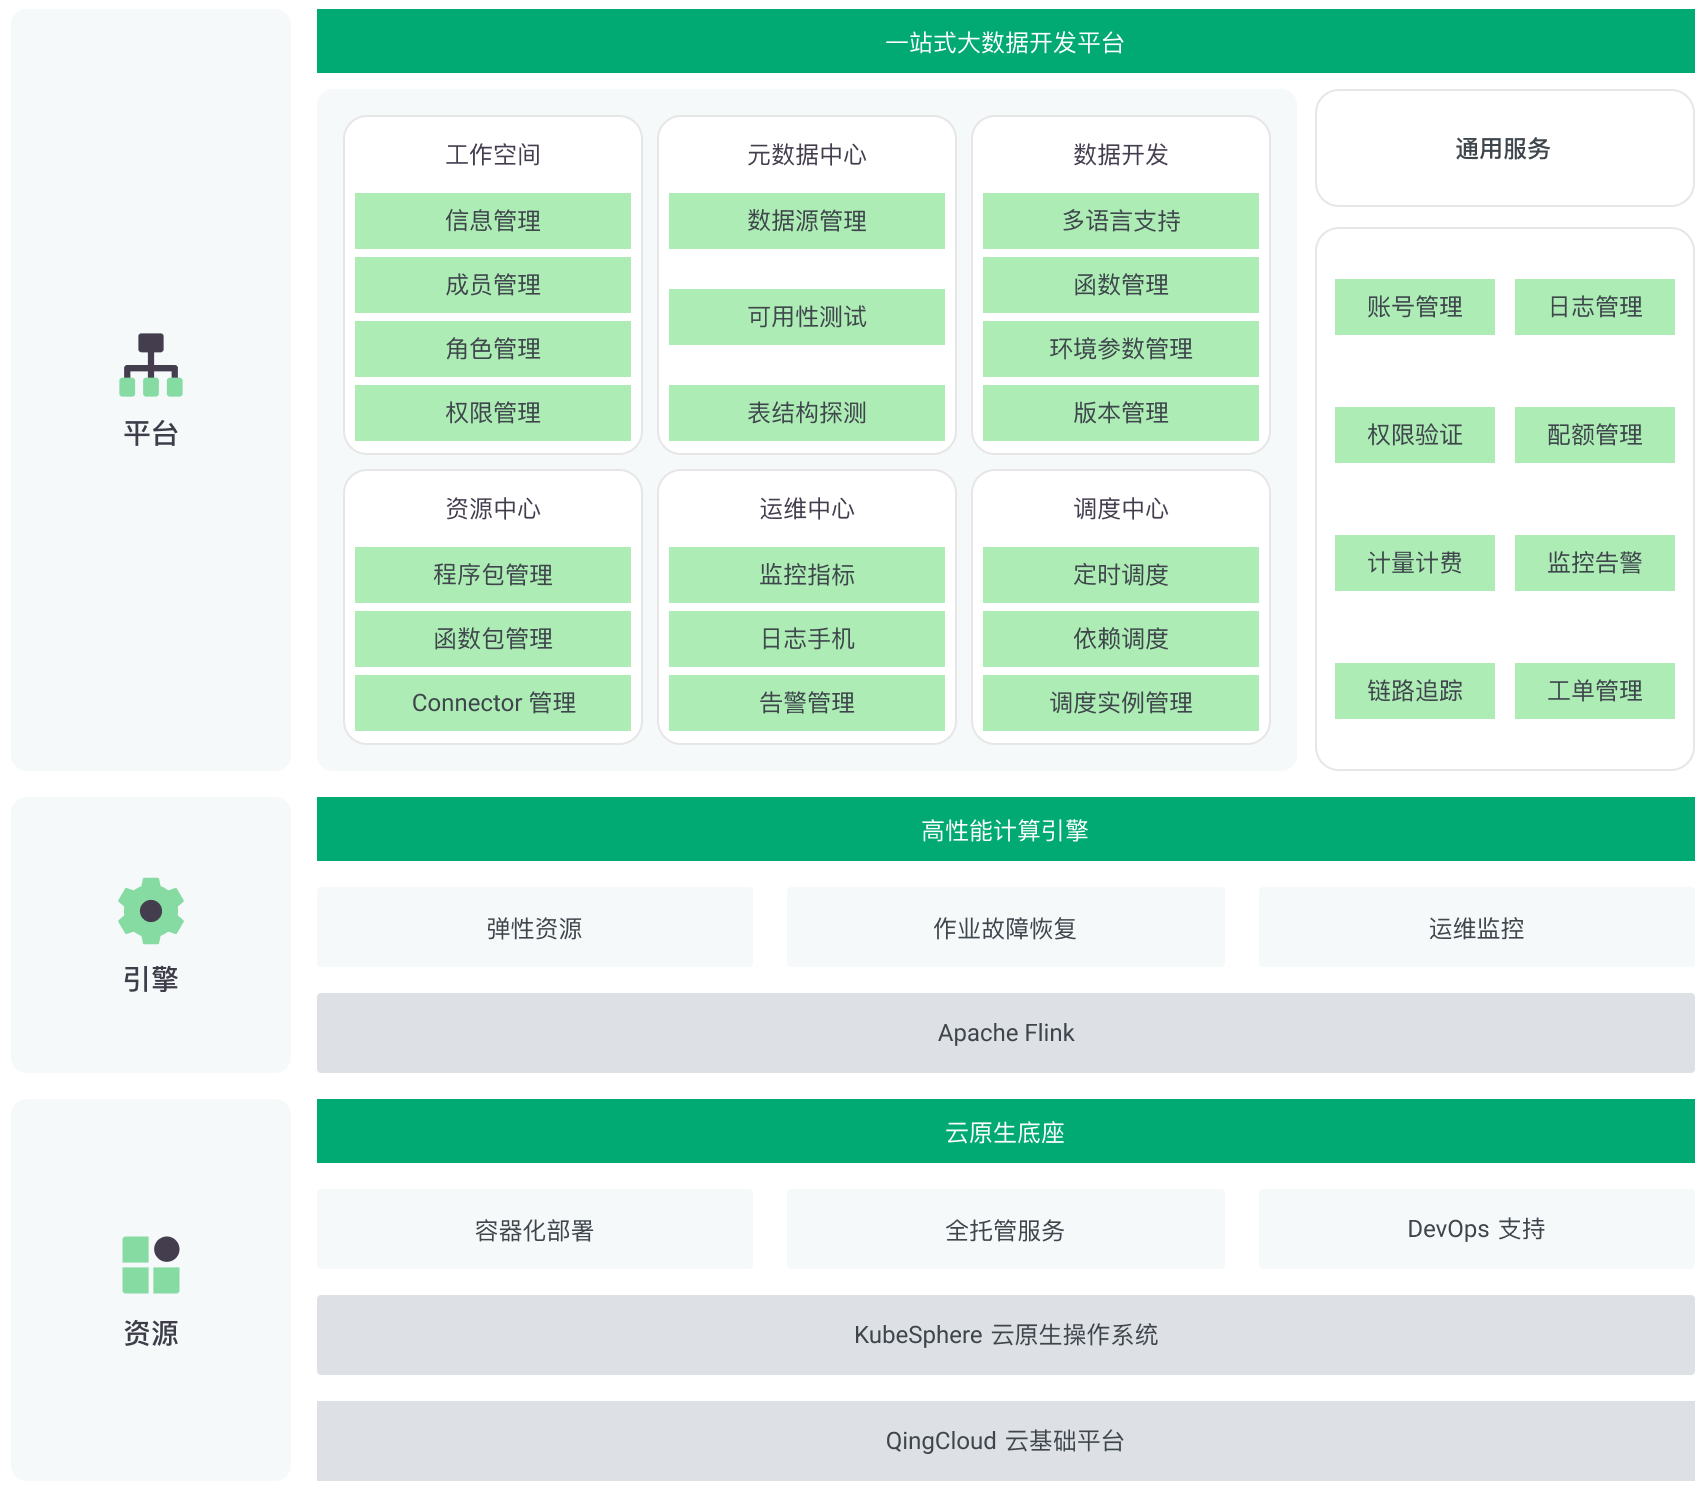 平台
一站式大数据开发平台
工作空间
信息管理
成员管理
角色管理
权限管理
元数据中心
数据源管理
可用性测试
表结构探测
数据开发
多语言支持
函数管理
环境参数管理
版本管理
资源中心
程序包管理
函数包管理
Connector 管理
运维中心
监控指标
日志手机
告警管理
调度中心
定时调度
依赖调度
调度实例管理
通用服务
账号管理
日志管理
权限验证
配额管理
计量计费
监控告警
链路追踪
工单管理
引擎
高性能计算引擎
弹性资源
作业故障恢复
运维监控
Apache Flink
资源
云原生底座
容器化部署
全托管服务
DevOps 支持
KubeSphere 云原生操作系统
QingCloud 云基础平台